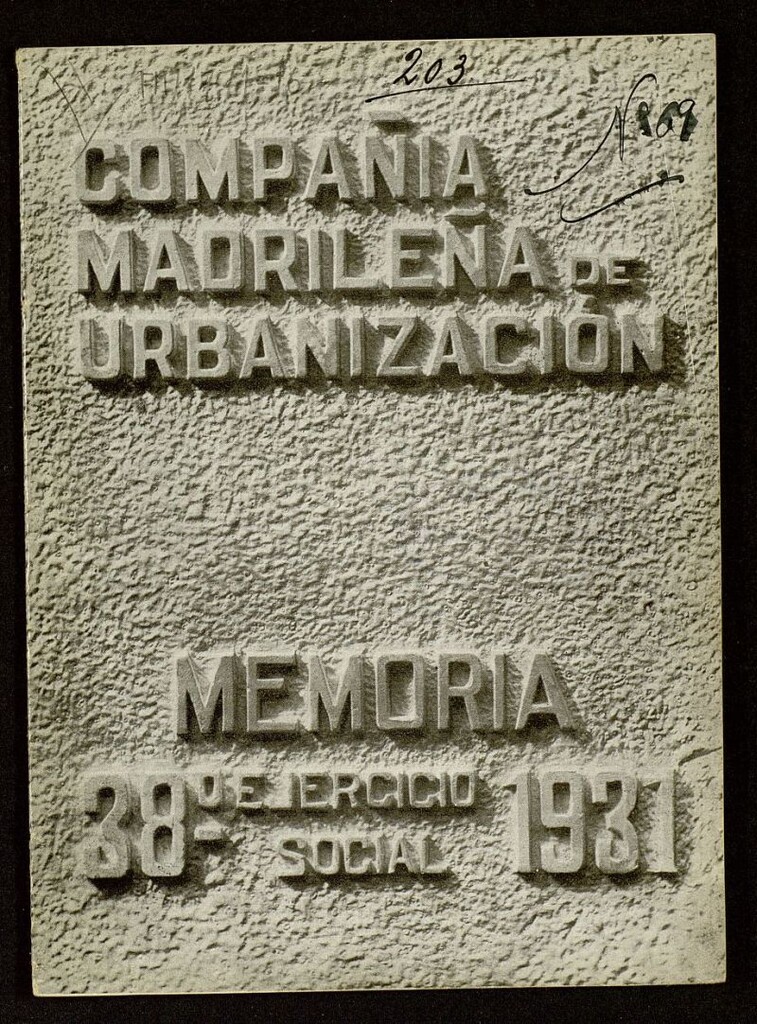 203
COMPAÑIA
MADRILEÑA DE
URBANIZACIÓN
MEMORIA
38º EJERCICIO SOCIAL 1931